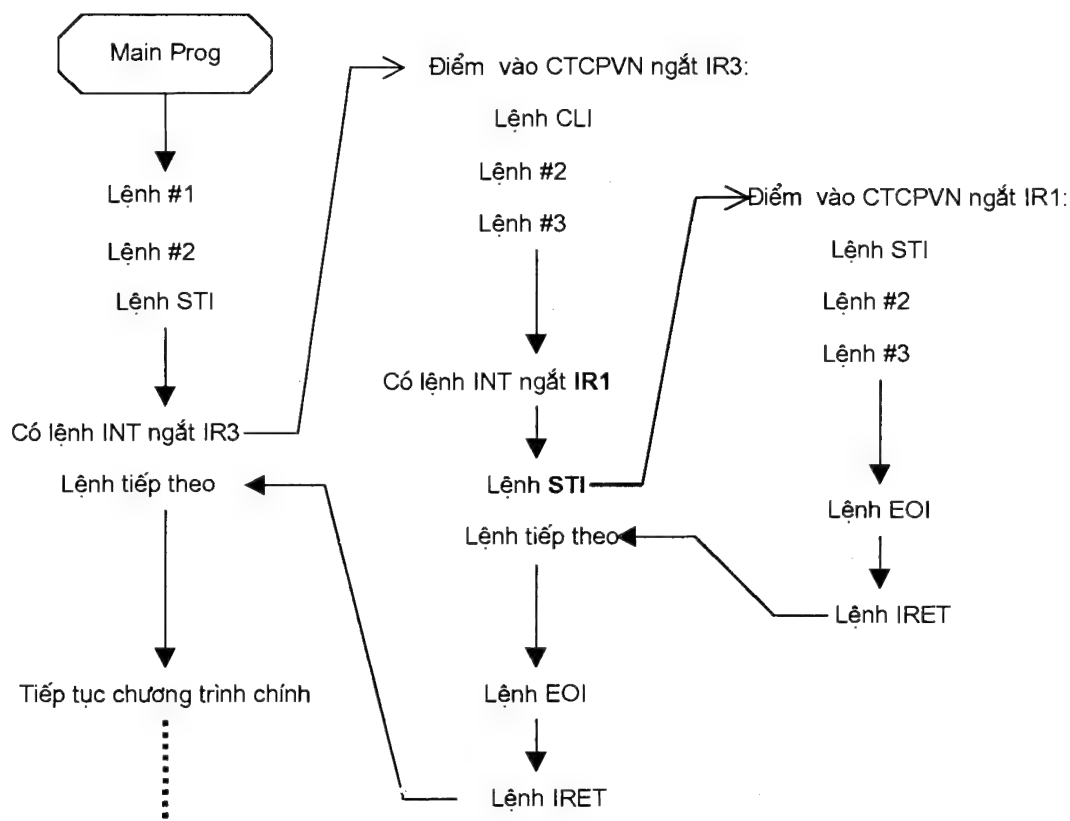 Main Prog
Lệnh #1
Lệnh #2
Lệnh STI
Có lệnh INT ngắt IR3
Lệnh tiếp theo
Tiếp tục chương trình chính
Điểm vào CTCPVN ngắt IR3:
Lệnh CLI
Lệnh #2
Lệnh #3
Có lệnh INT ngắt IR1
Lệnh STI
Lệnh tiếp theo
Lệnh EOI
Lệnh IRET
Điểm vào CTCPVN ngắt IR1:
Lệnh STI
Lệnh #2
Lệnh #3
Lệnh EOI
Lệnh IRET